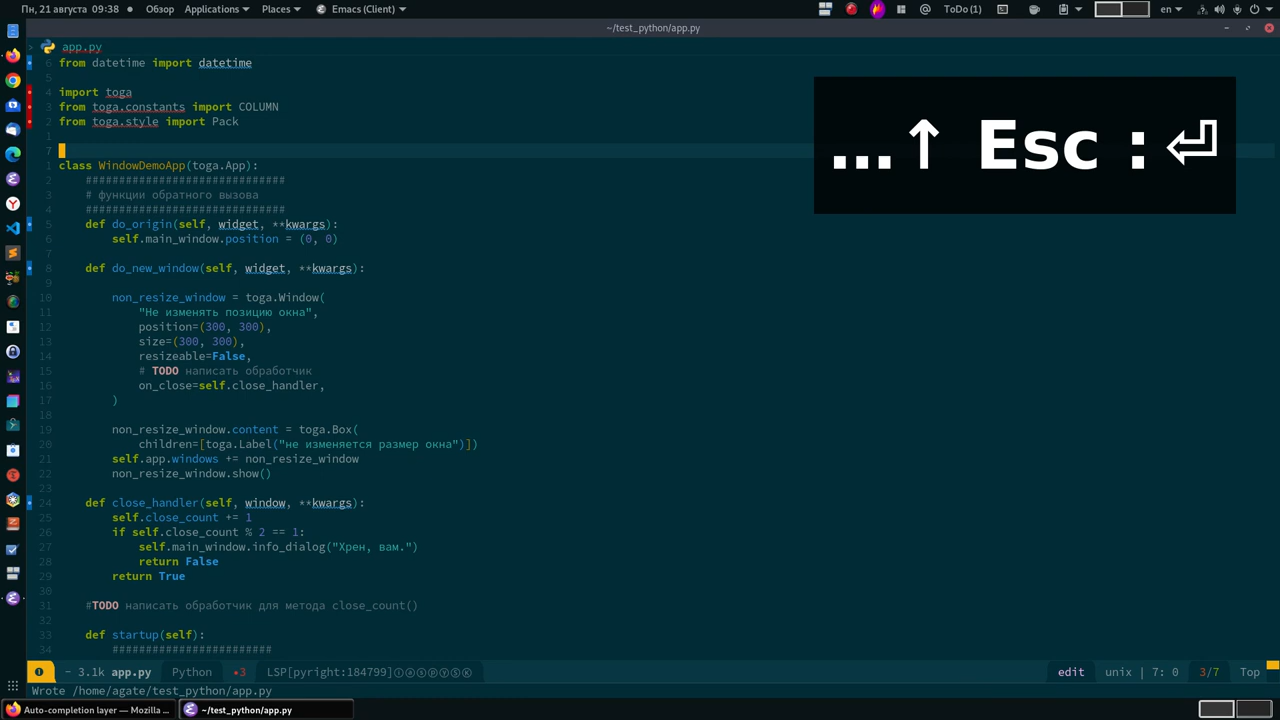 Пн, 21 августа 09:38 Applications Places Emacs (Client) ToDo(1) en
~/test_python/app.py
app.py
6 from datetime import datetime
5
4 import toga
3 from toga.constants import COLUMN
2 from toga.style import Pack
1
7
1 class WindowDemoApp(toga.App):
2 ##############################
3 # функции обратного вызова
4 ##############################
5 def do_origin(self, widget, **kwargs):
6 self.main_window.position = (0, 0)
7
8 def do_new_window(self, widget, **kwargs):
9
10 non_resize_window = toga.Window(
11 "Не изменять позицию окна",
12 position=(300, 300),
13 size=(300, 300),
14 resizeable=False,
15 # TODO написать обработчик
16 on_close=self.close_handler,
17 )
18
19 non_resize_window.content = toga.Box(
20 children=[toga.Label("не изменяется размер окна")])
21 self.app.windows += non_resize_window
22 non_resize_window.show()
23
24 def close_handler(self, window, **kwargs):
25 self.close_count += 1
26 if self.close_count % 2 == 1:
27 self.main_window.info_dialog("Хрен, вам.")
28 return False
29 return True
30
31 #TODO написать обработчик для метода close_count()
32
33 def startup(self):
34 ########################
...↑ Esc :⏎
- 3.1k app.py Python •3 LSP[pyright:184799]ⓘⓐⓢⓟⓨⓢⓀ edit unix | 7: 0 3/7 Top
Wrote /home/agate/test_python/app.py
Auto-completion layer — Mozilla ... ~/test_python/app.py